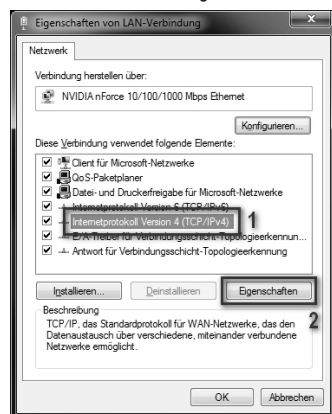 Eigenschaften von LAN-Verbindung
Netzwerk
Verbindung herstellen über:
NVIDIA nForce 10/100/1000 Mbps Ethernet
Konfigurieren...
Diese Verbindung verwendet folgende Elemente:
Client für Microsoft-Netzwerke
QoS-Paketplaner
Datei- und Druckerfreigabe für Microsoft-Netzwerke
Internetprotokoll Version 6 (TCP/IPv6)
Internetprotokoll Version 4 (TCP/IPv4) 1
E/A-Treiber für Verbindungsschicht-Topologieerkennun...
Antwort für Verbindungsschicht-Topologieerkennung
Installieren... Deinstallieren Eigenschaften
2
Beschreibung
TCP/IP, das Standardprotokoll für WAN-Netzwerke, das den
Datenaustausch über verschiedene, miteinander verbundene
Netzwerke ermöglicht.
OK Abbrechen